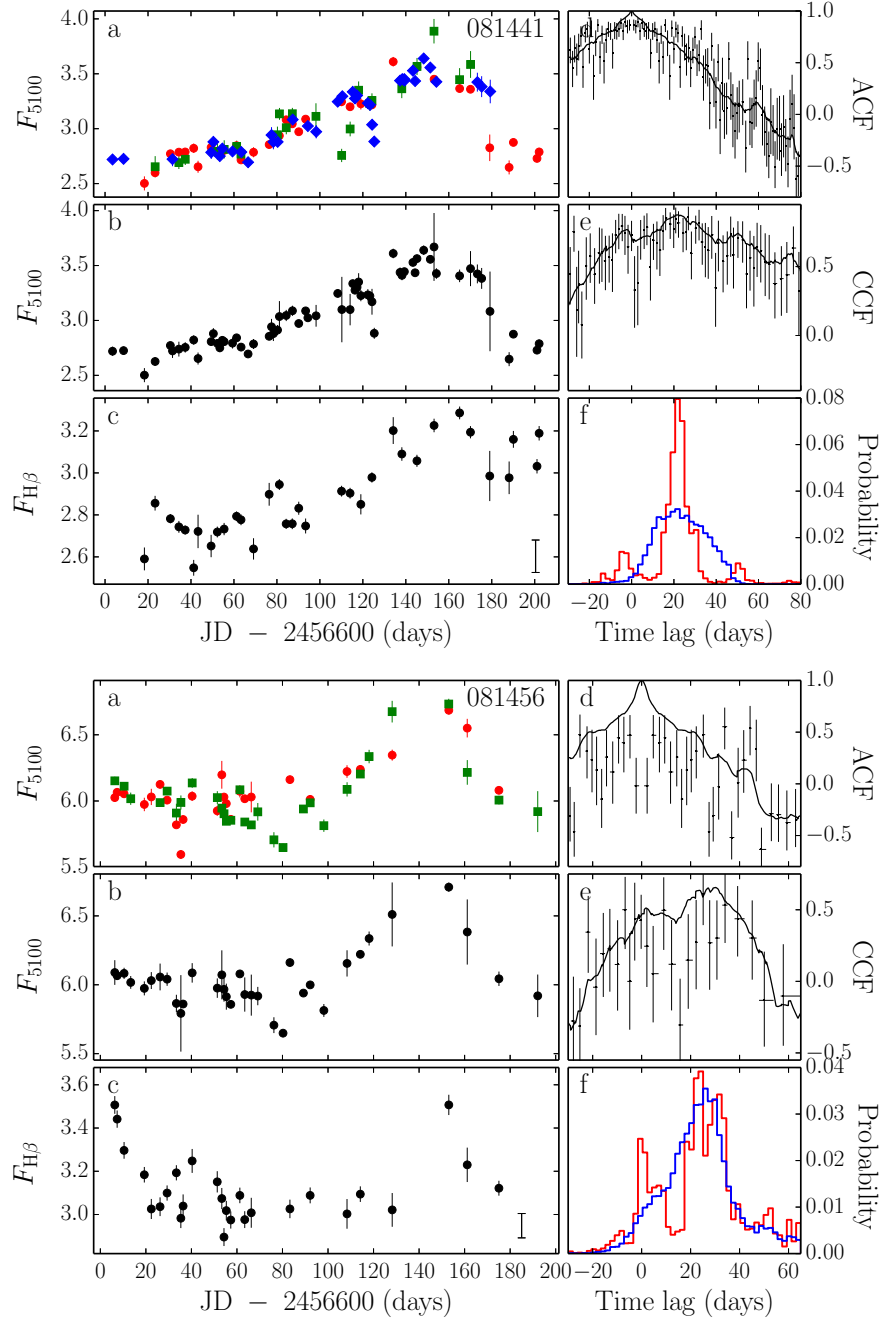 a 081441
4.0
3.5
3.0
2.5
F5100
1.0
0.5
0.0
−0.5
ACF
b
4.0
3.5
3.0
2.5
F5100
e
0.5
0.0
CCF
c
3.2
3.0
2.8
2.6
FHβ
f
0.08
0.06
0.04
0.02
0.00
Probability
0 20 40 60 80 100 120 140 160 180 200
JD − 2456600 (days)
−20 0 20 40 60 80
Time lag (days)
a 081456
6.5
6.0
5.5
F5100
d
1.0
0.5
0.0
−0.5
ACF
b
6.5
6.0
5.5
F5100
e
0.5
0.0
−0.5
CCF
c
3.6
3.4
3.2
3.0
FHβ
f
0.04
0.03
0.02
0.01
0.00
Probability
0 20 40 60 80 100 120 140 160 180 200
JD − 2456600 (days)
−20 0 20 40 60
Time lag (days)